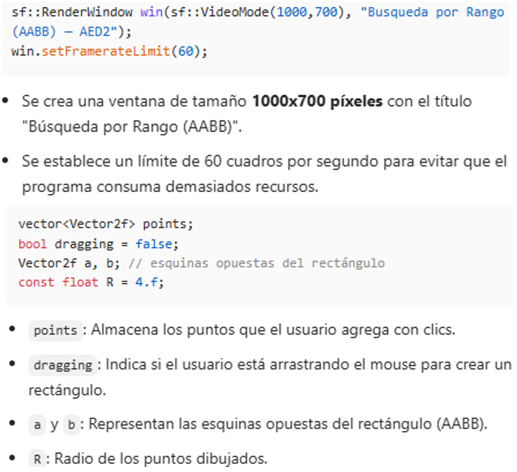 sf::RenderWindow win(sf::VideoMode(1000,700), "Busqueda por Rango
(AABB) — AED2");
win.setFramerateLimit(60);
• Se crea una ventana de tamaño 1000x700 píxeles con el título
"Búsqueda por Rango (AABB)".
• Se establece un límite de 60 cuadros por segundo para evitar que el
programa consuma demasiados recursos.
vector<Vector2f> points;
bool dragging = false;
Vector2f a, b; // esquinas opuestas del rectángulo
const float R = 4.f;
• points: Almacena los puntos que el usuario agrega con clics.
• dragging: Indica si el usuario está arrastrando el mouse para crear un
rectángulo.
• a y b: Representan las esquinas opuestas del rectángulo (AABB).
• R: Radio de los puntos dibujados.